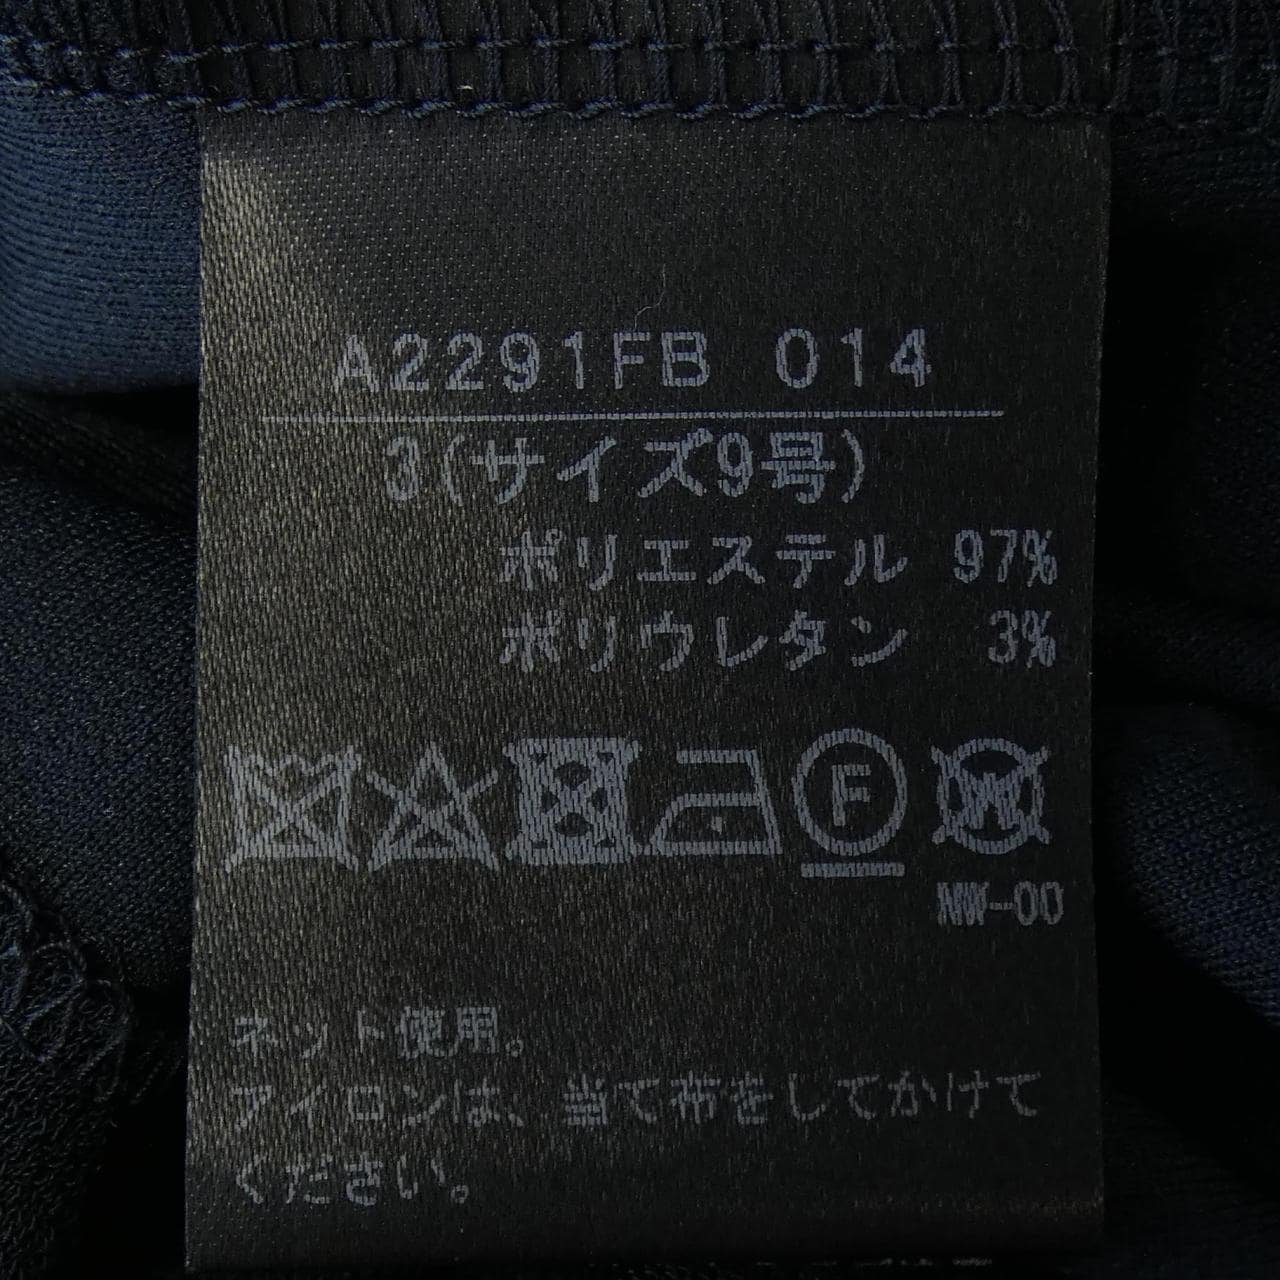 A2291FB 014
3(サイズ9号)
ポリエステル 97%
ポリウレタン 3%
F W
NW-00
ネット使用。
アイロンは、当て布をしてかけて
ください。